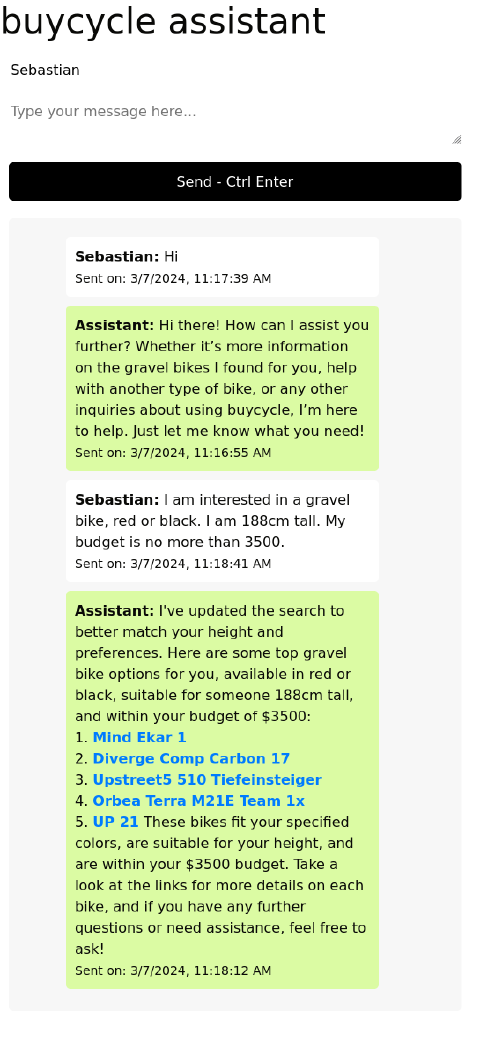 buycycle assistant
Sebastian
Type your message here...
Send - Ctrl Enter
Sebastian: Hi
Sent on: 3/7/2024, 11:17:39 AM
Assistant: Hi there! How can I assist you
further? Whether it’s more information
on the gravel bikes I found for you, help
with another type of bike, or any other
inquiries about using buycycle, I’m here
to help. Just let me know what you need!
Sent on: 3/7/2024, 11:16:55 AM
Sebastian: I am interested in a gravel
bike, red or black. I am 188cm tall. My
budget is no more than 3500.
Sent on: 3/7/2024, 11:18:41 AM
Assistant: I've updated the search to
better match your height and
preferences. Here are some top gravel
bike options for you, available in red or
black, suitable for someone 188cm tall,
and within your budget of $3500:
1. Mind Ekar 1
2. Diverge Comp Carbon 17
3. Upstreet5 510 Tiefeinsteiger
4. Orbea Terra M21E Team 1x
5. UP 21 These bikes fit your specified
colors, are suitable for your height, and
are within your $3500 budget. Take a
look at the links for more details on each
bike, and if you have any further
questions or need assistance, feel free to
ask!
Sent on: 3/7/2024, 11:18:12 AM